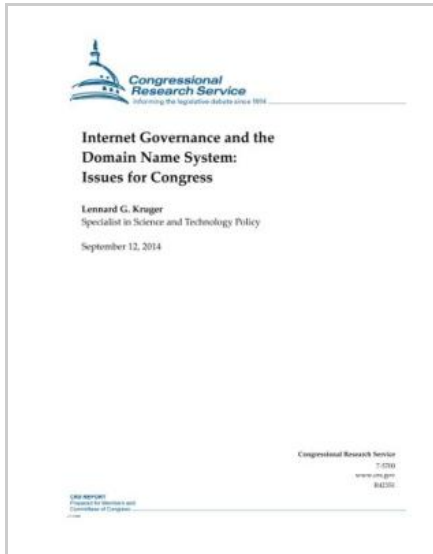 Congressional
Research Service
Informing the legislative debate since 1914
Internet Governance and the
Domain Name System:
Issues for Congress
Lennard G. Kruger
Specialist in Science and Technology Policy
September 12, 2014
Congressional Research Service
7-5700
www.crs.gov
CRS REPORT
Prepared for Members and
Committees of Congress